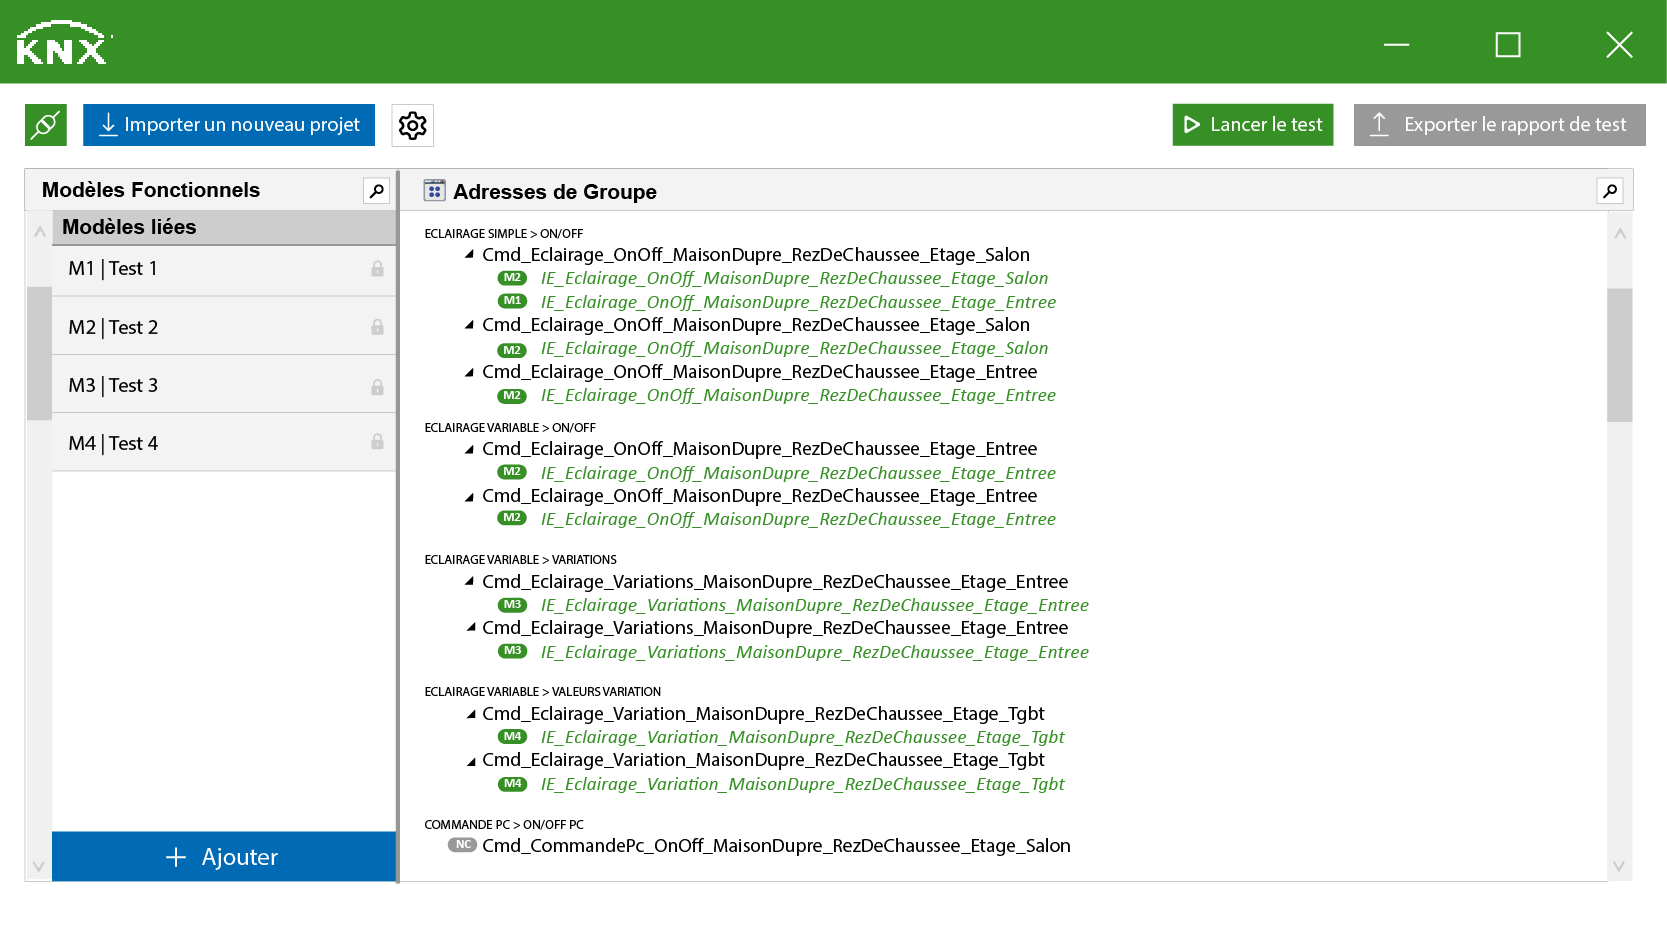 KNX
Importer un nouveau projet
Lancer le test
Exporter le rapport de test
Modèles Fonctionnels
Adresses de Groupe
Modèles liées
M1 | Test 1
M2 | Test 2
M3 | Test 3
M4 | Test 4
Ajouter
ECLAIRAGE SIMPLE > ON/OFF
Cmd_Eclairage_OnOff_MaisonDupre_RezDeChaussee_Etage_Salon
M2 IE_Eclairage_OnOff_MaisonDupre_RezDeChaussee_Etage_Salon
M1 IE_Eclairage_OnOff_MaisonDupre_RezDeChaussee_Etage_Entree
Cmd_Eclairage_OnOff_MaisonDupre_RezDeChaussee_Etage_Salon
M2 IE_Eclairage_OnOff_MaisonDupre_RezDeChaussee_Etage_Salon
Cmd_Eclairage_OnOff_MaisonDupre_RezDeChaussee_Etage_Entree
M2 IE_Eclairage_OnOff_MaisonDupre_RezDeChaussee_Etage_Entree
ECLAIRAGE VARIABLE > ON/OFF
Cmd_Eclairage_OnOff_MaisonDupre_RezDeChaussee_Etage_Entree
M2 IE_Eclairage_OnOff_MaisonDupre_RezDeChaussee_Etage_Entree
Cmd_Eclairage_OnOff_MaisonDupre_RezDeChaussee_Etage_Entree
M2 IE_Eclairage_OnOff_MaisonDupre_RezDeChaussee_Etage_Entree
ECLAIRAGE VARIABLE > VARIATIONS
Cmd_Eclairage_Variations_MaisonDupre_RezDeChaussee_Etage_Entree
M3 IE_Eclairage_Variations_MaisonDupre_RezDeChaussee_Etage_Entree
Cmd_Eclairage_Variations_MaisonDupre_RezDeChaussee_Etage_Entree
M3 IE_Eclairage_Variations_MaisonDupre_RezDeChaussee_Etage_Entree
ECLAIRAGE VARIABLE > VALEURS VARIATION
Cmd_Eclairage_Variation_MaisonDupre_RezDeChaussee_Etage_Tgbt
M4 IE_Eclairage_Variation_MaisonDupre_RezDeChaussee_Etage_Tgbt
Cmd_Eclairage_Variation_MaisonDupre_RezDeChaussee_Etage_Tgbt
M4 IE_Eclairage_Variation_MaisonDupre_RezDeChaussee_Etage_Tgbt
COMMANDE PC > ON/OFF PC
NC Cmd_CommandePc_OnOff_MaisonDupre_RezDeChaussee_Etage_Salon